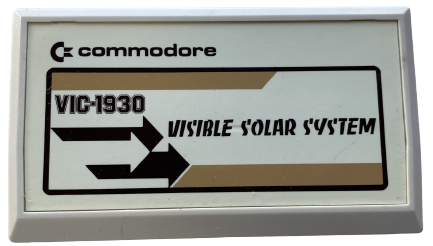 commodore
VIC-1930
VISIBLE SOLAR SYSTEM